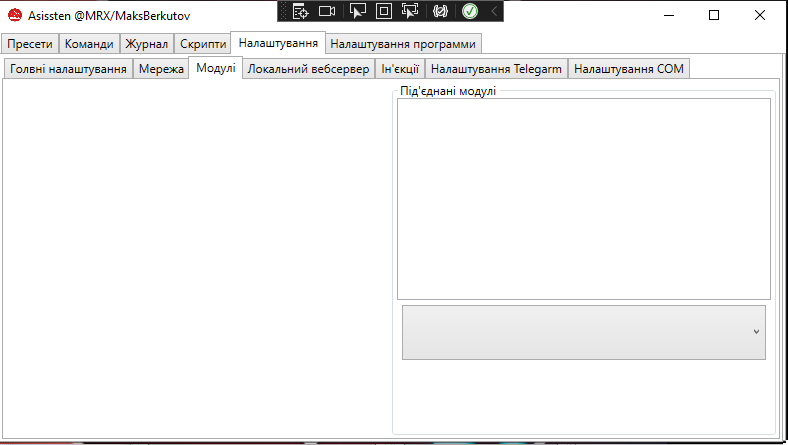 Asissten @MRX/MaksBerkutov
Пресети Команди Журнал Скрипти Налаштування Налаштування программи
Голвні налаштування Мережа Модулі Локальний вебсервер Ін'єкції Налаштування Telegarm Налаштування COM
Під'єднані модулі